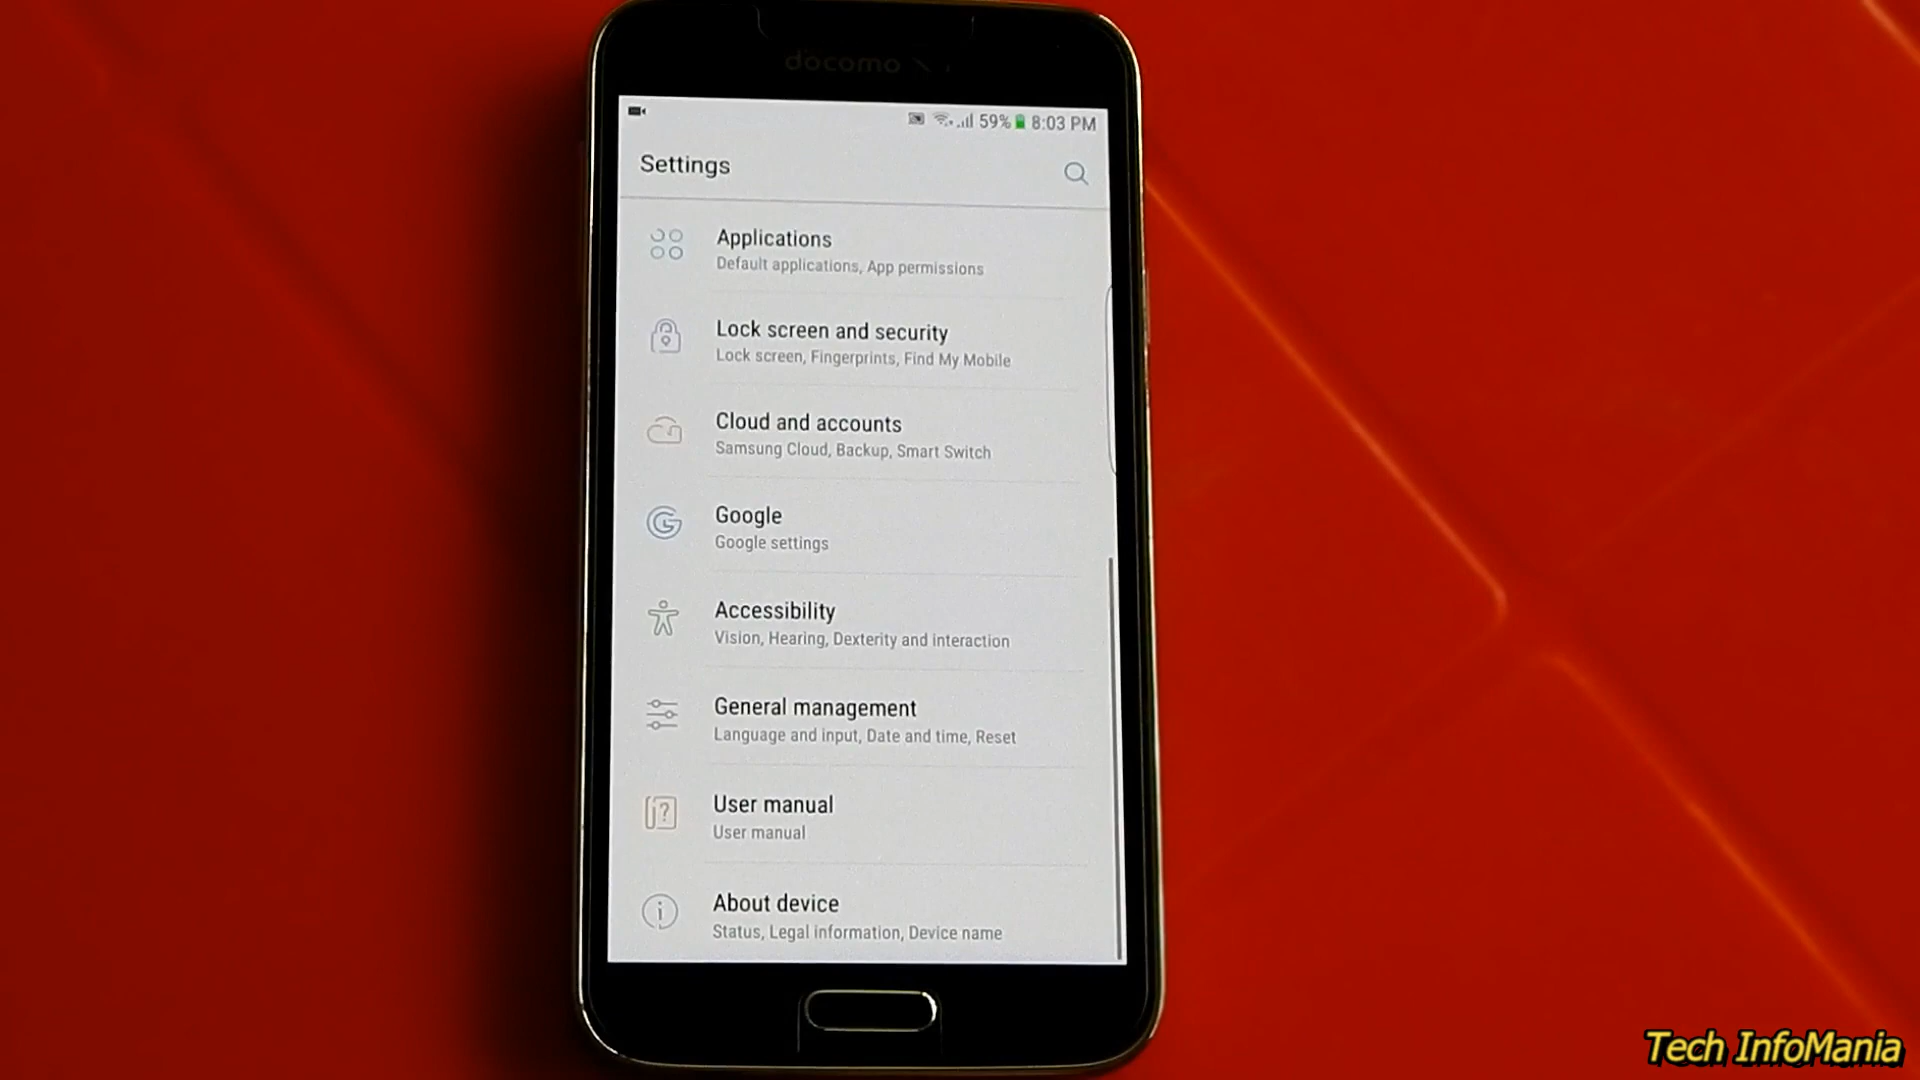 docomo
59% 8:03 PM
Settings
Applications
Default applications, App permissions
Lock screen and security
Lock screen, Fingerprints, Find My Mobile
Cloud and accounts
Samsung Cloud, Backup, Smart Switch
Google
Google settings
Accessibility
Vision, Hearing, Dexterity and interaction
General management
Language and input, Date and time, Reset
User manual
User manual
About device
Status, Legal information, Device name
Tech InfoMania